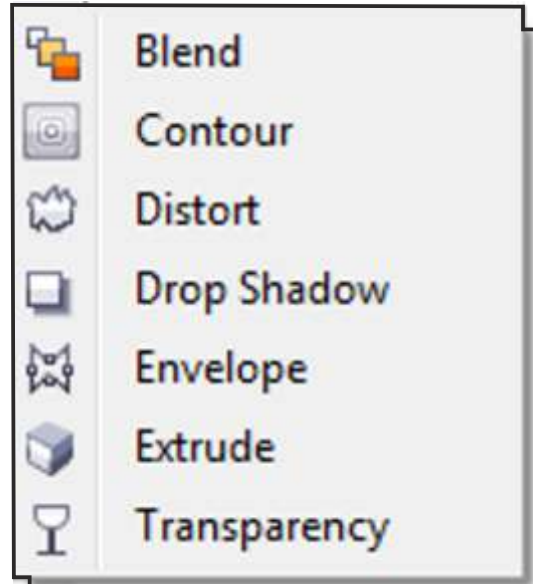 Blend
Contour
Distort
Drop Shadow
Envelope
Extrude
Transparency